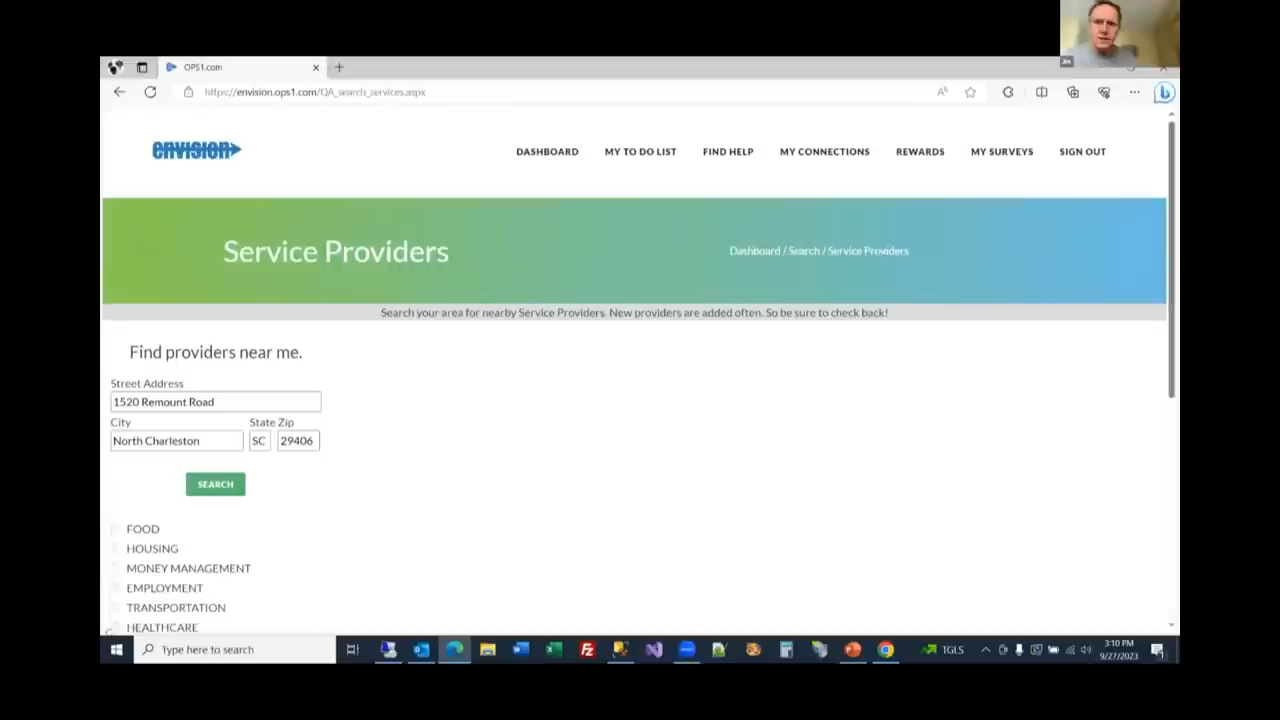 OPS1.com
https://envision.ops1.com/QA_search_services.aspx
envision
DASHBOARD MY TO DO LIST FIND HELP MY CONNECTIONS REWARDS MY SURVEYS SIGN OUT
Service Providers
Dashboard / Search / Service Providers
Search your area for nearby Service Providers. New providers are added often. So be sure to check back!
Find providers near me.
Street Address
1520 Remount Road
City State Zip
North Charleston SC 29406
SEARCH
FOOD
HOUSING
MONEY MANAGEMENT
EMPLOYMENT
TRANSPORTATION
HEALTHCARE
Type here to search
TGLS
3:10 PM
9/27/2023